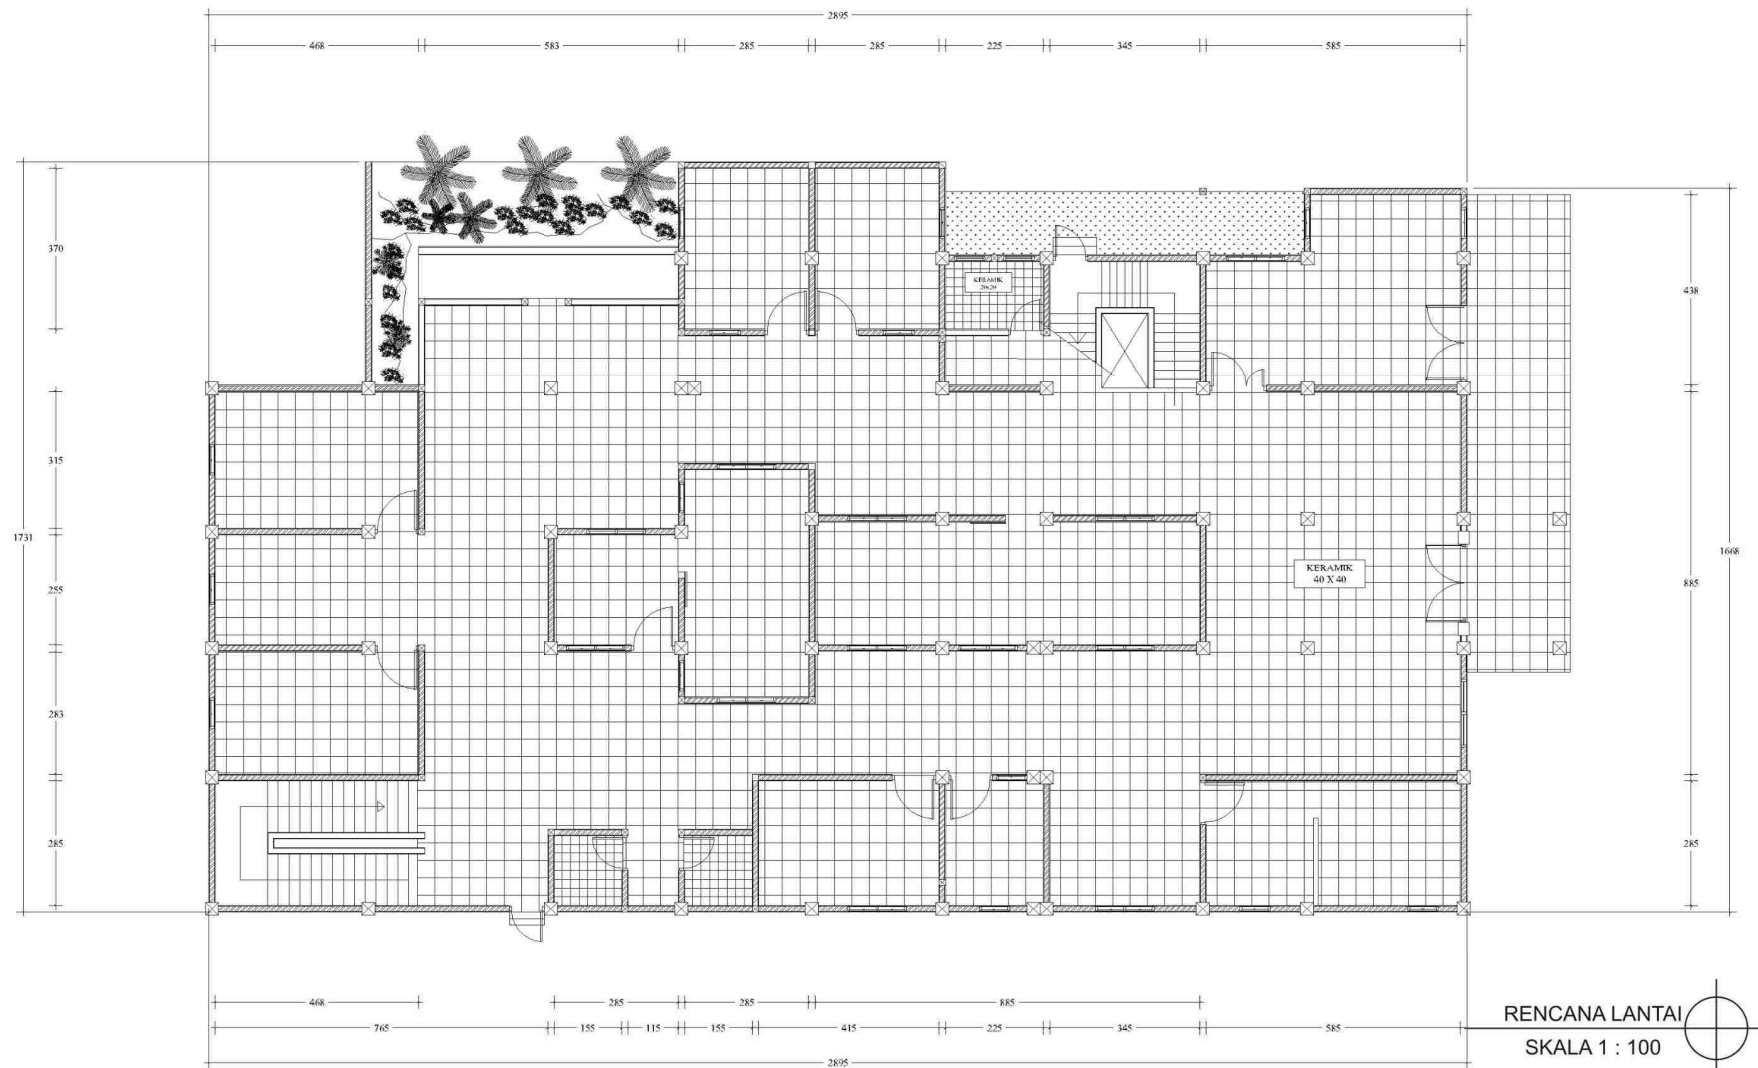 2895
468 583 285 285 225 345 585
370
315
1731
255
283
285
KERAMIK
20x20
438
1668
KERAMIK
40 X 40
885
285
468 285 285 885
765 155 115 155 415 225 345 585
2895
RENCANA LANTAI
SKALA 1 : 100